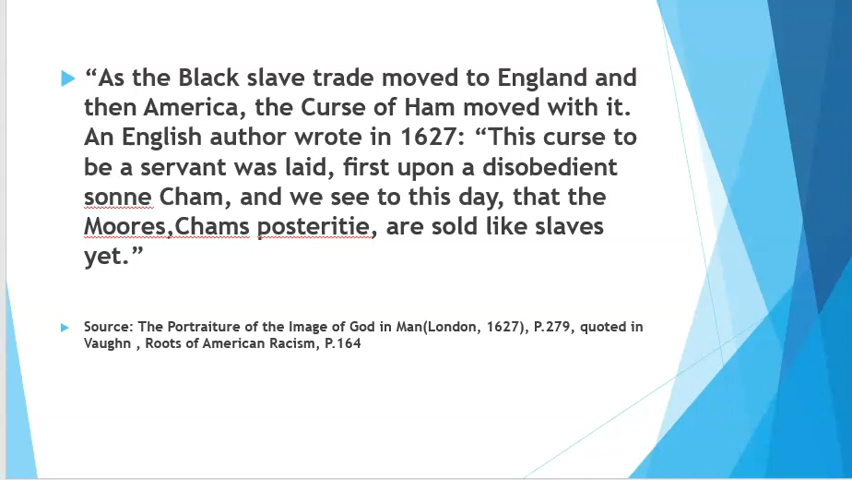 “As the Black slave trade moved to England and
then America, the Curse of Ham moved with it.
An English author wrote in 1627: “This curse to
be a servant was laid, first upon a disobedient
sonne Cham, and we see to this day, that the
Moores,Chams posteritie, are sold like slaves
yet.”
Source: The Portraiture of the Image of God in Man(London, 1627), P.279, quoted in
Vaughn , Roots of American Racism, P.164